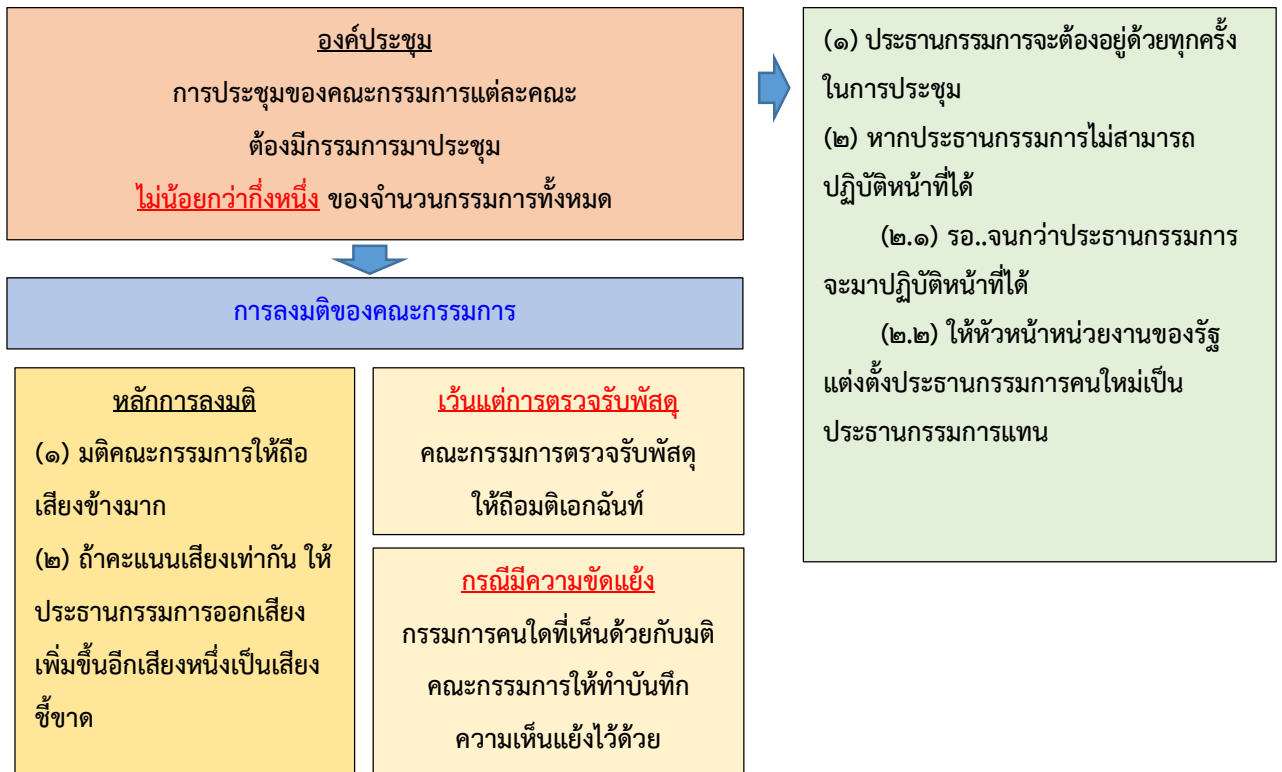 องค์ประชุม
การประชุมของคณะกรรมการแต่ละคณะ
ต้องมีกรรมการมาประชุม
ไม่น้อยกว่ากึ่งหนึ่ง ของจำนวนกรรมการทั้งหมด
(๑) ประธานกรรมการจะต้องอยู่ด้วยทุกครั้ง
ในการประชุม
(๒) หากประธานกรรมการไม่สามารถ
ปฏิบัติหน้าที่ได้
(๒.๑) รอ..จนกว่าประธานกรรมการ
จะมาปฏิบัติหน้าที่ได้
(๒.๒) ให้หัวหน้าหน่วยงานของรัฐ
แต่งตั้งประธานกรรมการคนใหม่เป็น
ประธานกรรมการแทน
การลงมติของคณะกรรมการ
หลักการลงมติ
(๑) มติคณะกรรมการให้ถือ
เสียงข้างมาก
(๒) ถ้าคะแนนเสียงเท่ากัน ให้
ประธานกรรมการออกเสียง
เพิ่มขึ้นอีกเสียงหนึ่งเป็นเสียง
ชี้ขาด
เว้นแต่การตรวจรับพัสดุ
คณะกรรมการตรวจรับพัสดุ
ให้ถือมติเอกฉันท์
กรณีมีความขัดแย้ง
กรรมการคนใดที่เห็นด้วยกับมติ
คณะกรรมการให้ทำบันทึก
ความเห็นแย้งไว้ด้วย